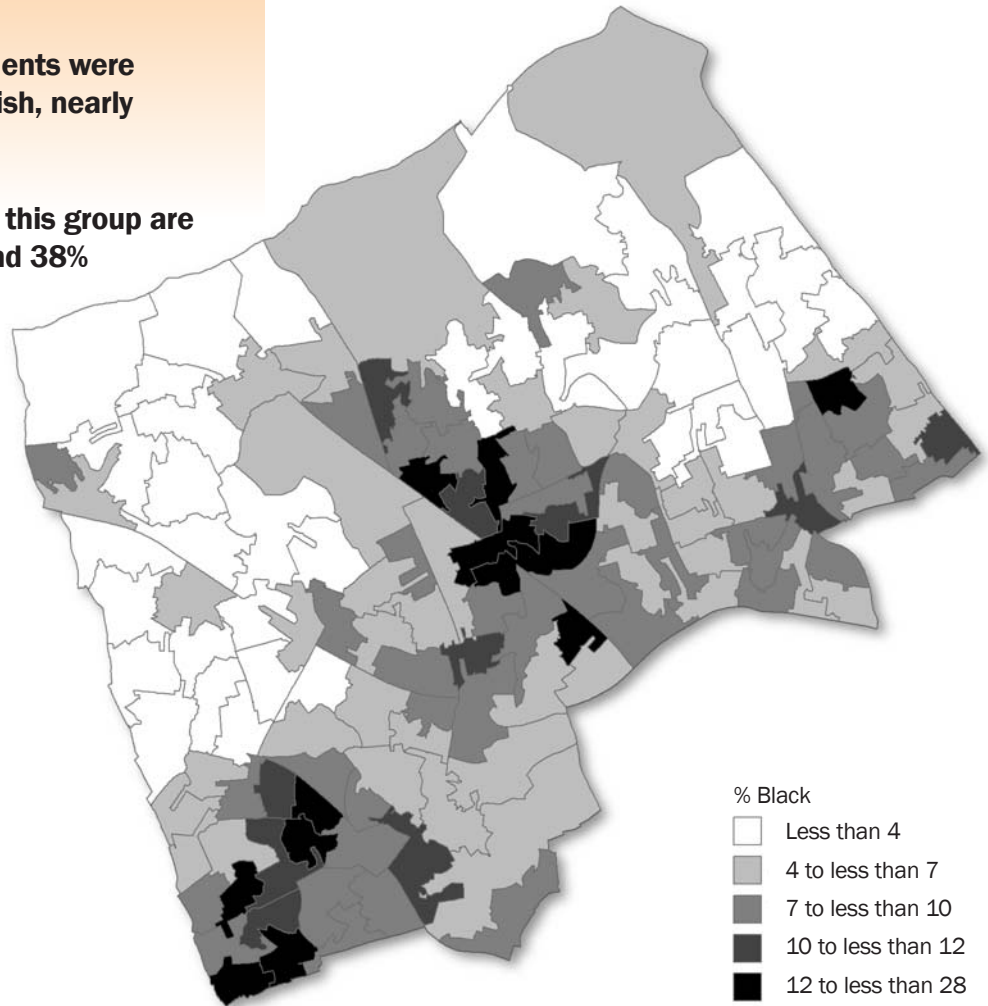 ents were
ish, nearly
this group are
nd 38%
% Black
Less than 4
4 to less than 7
7 to less than 10
10 to less than 12
12 to less than 28